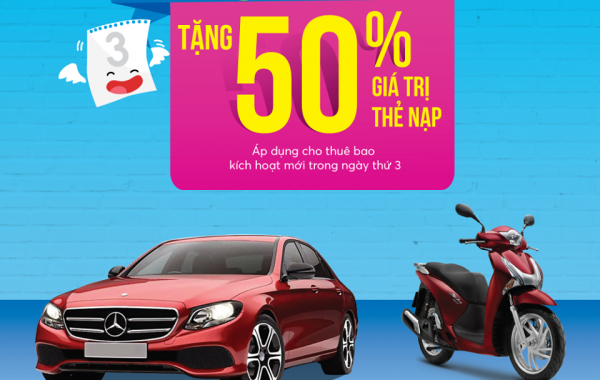 3
TẶNG
50%
GIÁ TRỊ
THẺ NẠP
Áp dụng cho thuê bao
kích hoạt mới trong ngày thứ 3